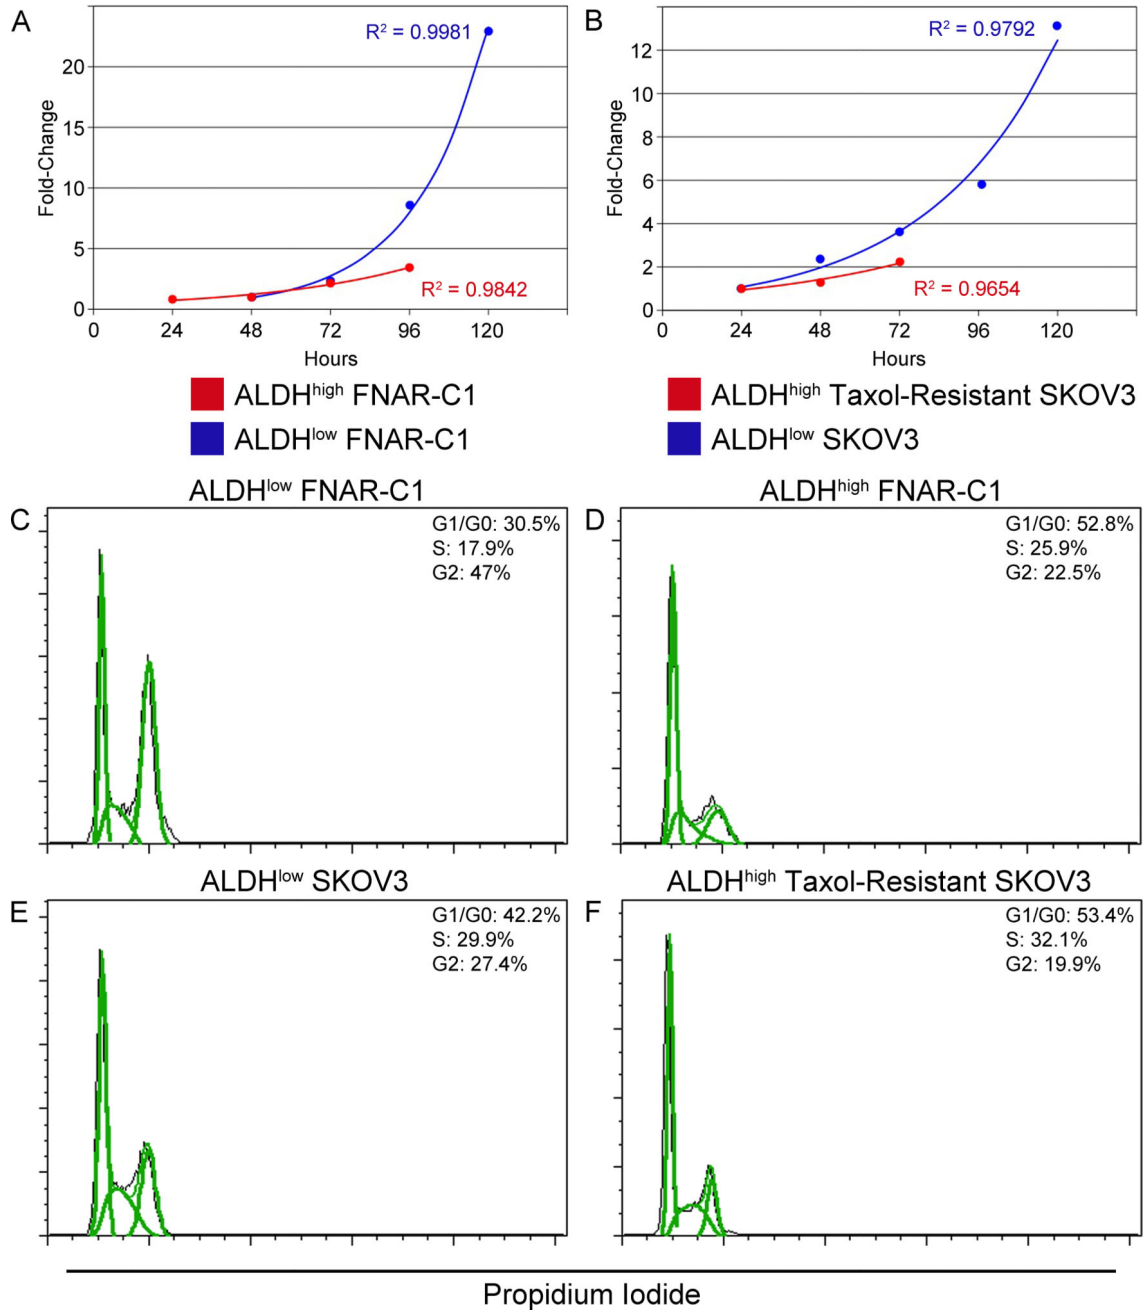 A
R² = 0.9981
20
15
10
5
0
Fold-Change
R² = 0.9842
0 24 48 72 96 120
Hours
ALDHhigh FNAR-C1
ALDHlow FNAR-C1
B
R² = 0.9792
12
10
8
6
4
2
0
Fold-Change
R² = 0.9654
0 24 48 72 96 120
Hours
ALDHhigh Taxol-Resistant SKOV3
ALDHlow SKOV3
ALDHlow FNAR-C1
C
G1/G0: 30.5%
S: 17.9%
G2: 47%
ALDHhigh FNAR-C1
D
G1/G0: 52.8%
S: 25.9%
G2: 22.5%
ALDHlow SKOV3
E
G1/G0: 42.2%
S: 29.9%
G2: 27.4%
ALDHhigh Taxol-Resistant SKOV3
F
G1/G0: 53.4%
S: 32.1%
G2: 19.9%
Propidium Iodide